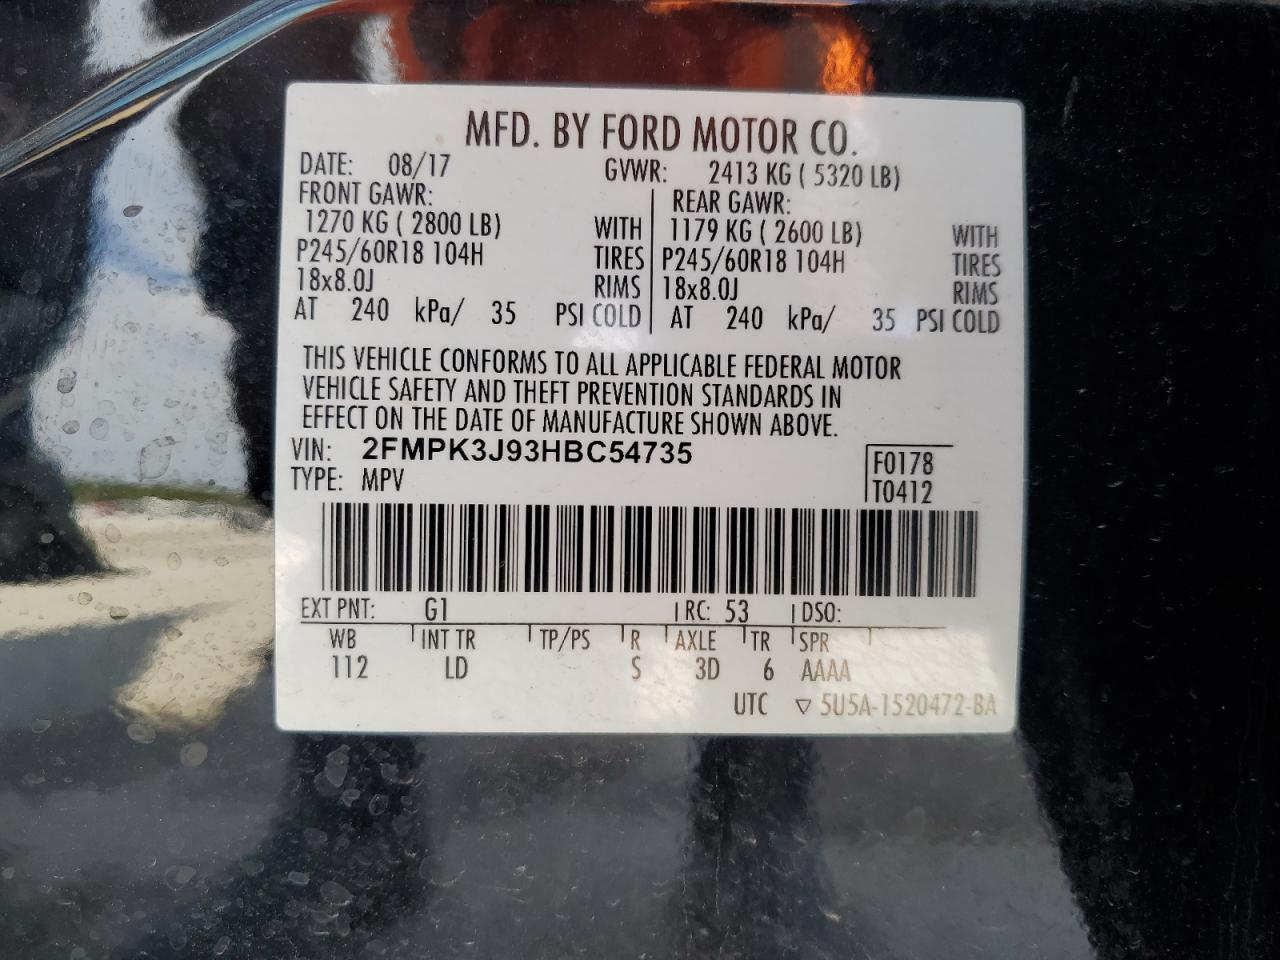 MFD. BY FORD MOTOR CO.
DATE: 08/17 GVWR: 2413 KG ( 5320 LB)
FRONT GAWR: REAR GAWR:
1270 KG ( 2800 LB) WITH 1179 KG ( 2600 LB) WITH
P245/60R18 104H TIRES P245/60R18 104H TIRES
18x8.0J RIMS 18x8.0J RIMS
AT 240 kPa/ 35 PSI COLD AT 240 kPa/ 35 PSI COLD
THIS VEHICLE CONFORMS TO ALL APPLICABLE FEDERAL MOTOR
VEHICLE SAFETY AND THEFT PREVENTION STANDARDS IN
EFFECT ON THE DATE OF MANUFACTURE SHOWN ABOVE.
VIN: 2FMPK3J93HBC54735
TYPE: MPV
F0178
T0412
EXT PNT: G1 RC: 53 DSO:
WB INT TR TP/PS R AXLE TR SPR
112 LD S 3D 6 AAAA
UTC ▽ 5U5A-1520472-BA